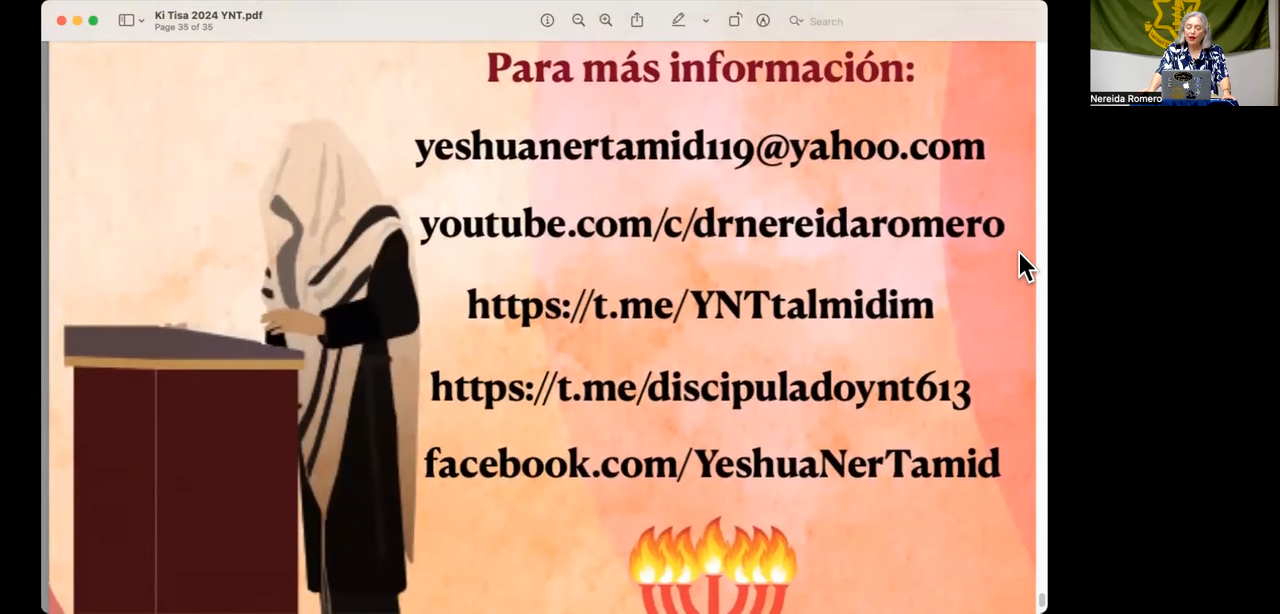 Ki Tisa 2024 YNT.pdf
Page 35 of 35
Search
Para más información:
yeshuanertamid119@yahoo.com
youtube.com/c/drnereidaromero
https://t.me/YNTtalmidim
https://t.me/discipuladoynt613
facebook.com/YeshuaNerTamid
Nereida Romero